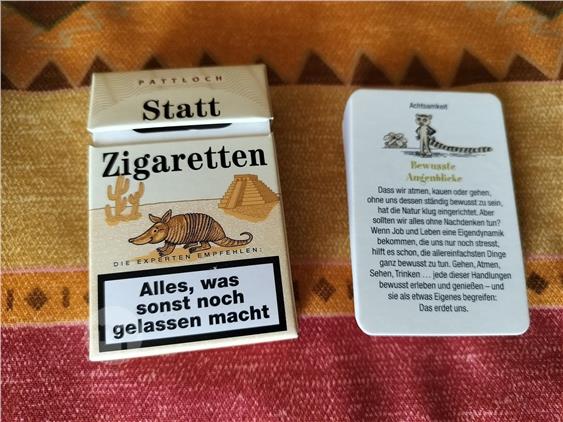 PATTLOCH
Statt
Zigaretten
DIE EXPERTEN EMPFEHLEN:
Alles, was
sonst noch
gelassen macht
Achtsamkeit
Bewusste
Augenblicke
Dass wir atmen, kauen oder gehen,
ohne uns dessen ständig bewusst zu sein,
hat die Natur klug eingerichtet. Aber
sollten wir alles ohne Nachdenken tun?
Wenn Job und Leben eine Eigendynamik
bekommen, die uns nur noch stresst,
hilft es schon, die allereinfachsten Dinge
ganz bewusst zu tun. Gehen, Atmen,
Sehen, Trinken … jede dieser Handlungen
bewusst erleben und genießen – und
sie als etwas Eigenes begreifen:
Das erdet uns.